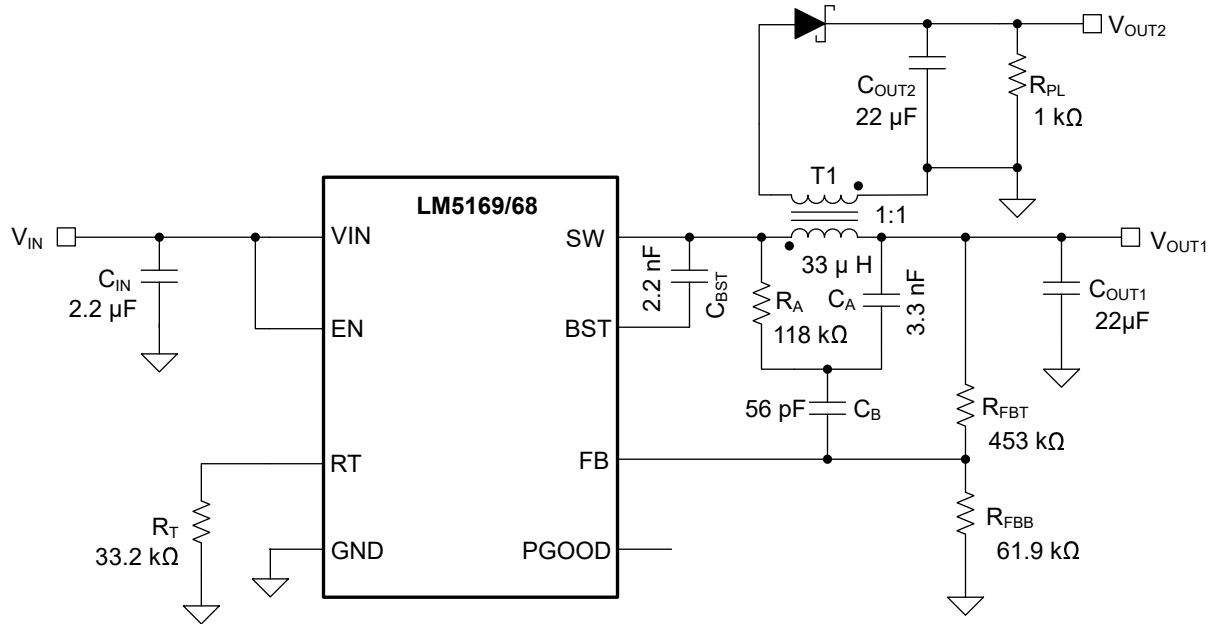 V_OUT2
C_OUT2
22 µF
R_PL
1 kΩ
T1
1:1
LM5169/68
V_IN
VIN
SW
33 µ H
V_OUT1
C_IN
2.2 µF
2.2 nF
C_BST
R_A
118 kΩ
C_A
3.3 nF
C_OUT1
22µF
EN
BST
56 pF
C_B
R_FBT
453 kΩ
RT
FB
R_T
33.2 kΩ
GND
PGOOD
R_FBB
61.9 kΩ